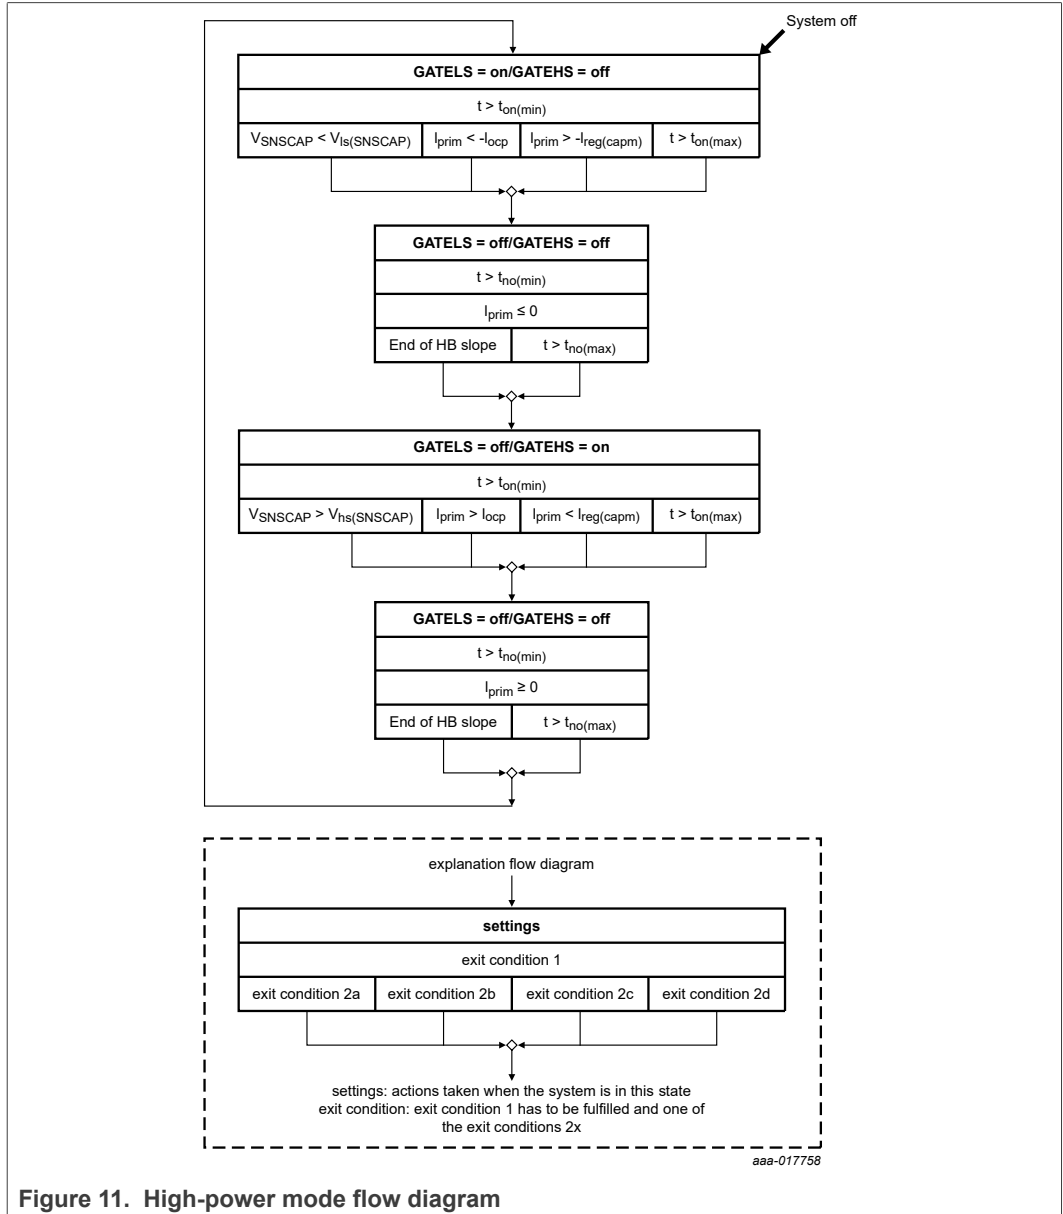 System off
GATELS = on/GATEHS = off
t > ton(min)
VSNSCAP < Vls(SNSCAP) Iprim < -Iocp Iprim > -Ireg(capm) t > ton(max)
GATELS = off/GATEHS = off
t > tno(min)
Iprim ≤ 0
End of HB slope t > tno(max)
GATELS = off/GATEHS = on
t > ton(min)
VSNSCAP > Vhs(SNSCAP) Iprim > Iocp Iprim < Ireg(capm) t > ton(max)
GATELS = off/GATEHS = off
t > tno(min)
Iprim ≥ 0
End of HB slope t > tno(max)
explanation flow diagram
settings
exit condition 1
exit condition 2a exit condition 2b exit condition 2c exit condition 2d
settings: actions taken when the system is in this state
exit condition: exit condition 1 has to be fulfilled and one of
the exit conditions 2x
aaa-017758
Figure 11. High-power mode flow diagram